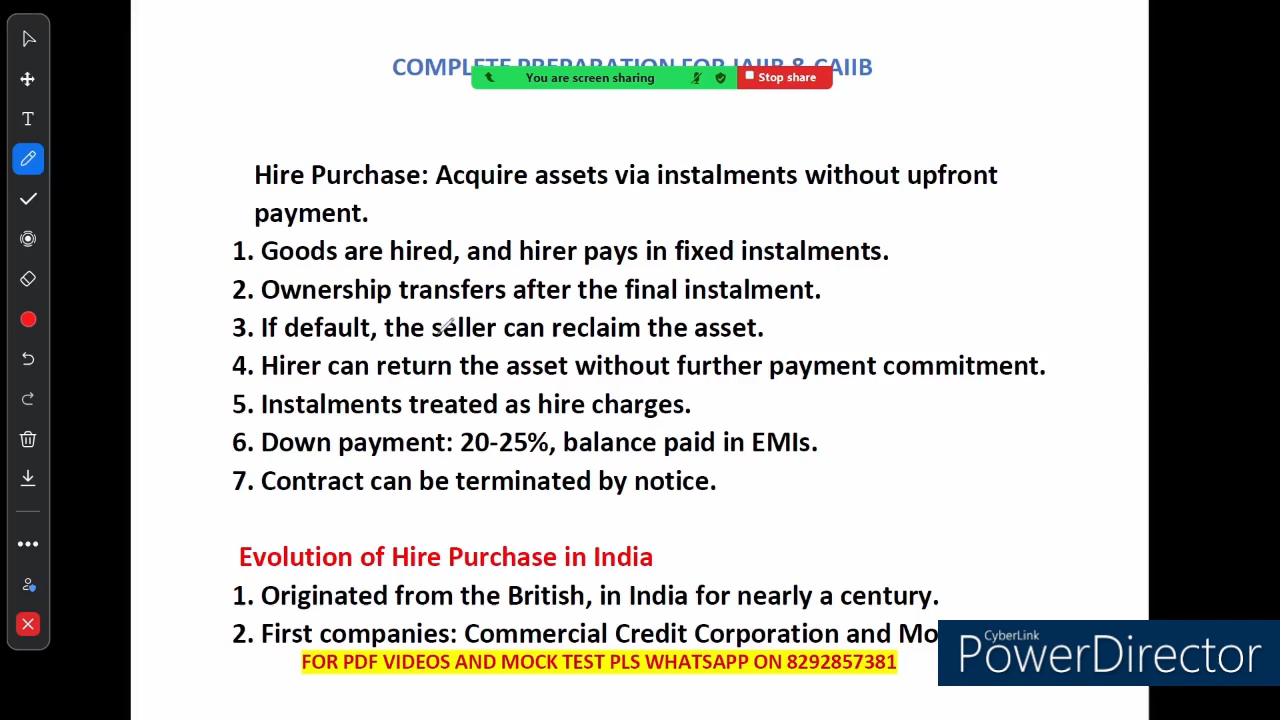 COMPLETE PREPARATION FOR JAIIB & CAIIB
You are screen sharing
Stop share
Hire Purchase: Acquire assets via instalments without upfront
payment.
1. Goods are hired, and hirer pays in fixed instalments.
2. Ownership transfers after the final instalment.
3. If default, the seller can reclaim the asset.
4. Hirer can return the asset without further payment commitment.
5. Instalments treated as hire charges.
6. Down payment: 20-25%, balance paid in EMIs.
7. Contract can be terminated by notice.
Evolution of Hire Purchase in India
1. Originated from the British, in India for nearly a century.
2. First companies: Commercial Credit Corporation and
FOR PDF VIDEOS AND MOCK TEST PLS WHATSAPP ON 8292857381
CyberLink
PowerDirector